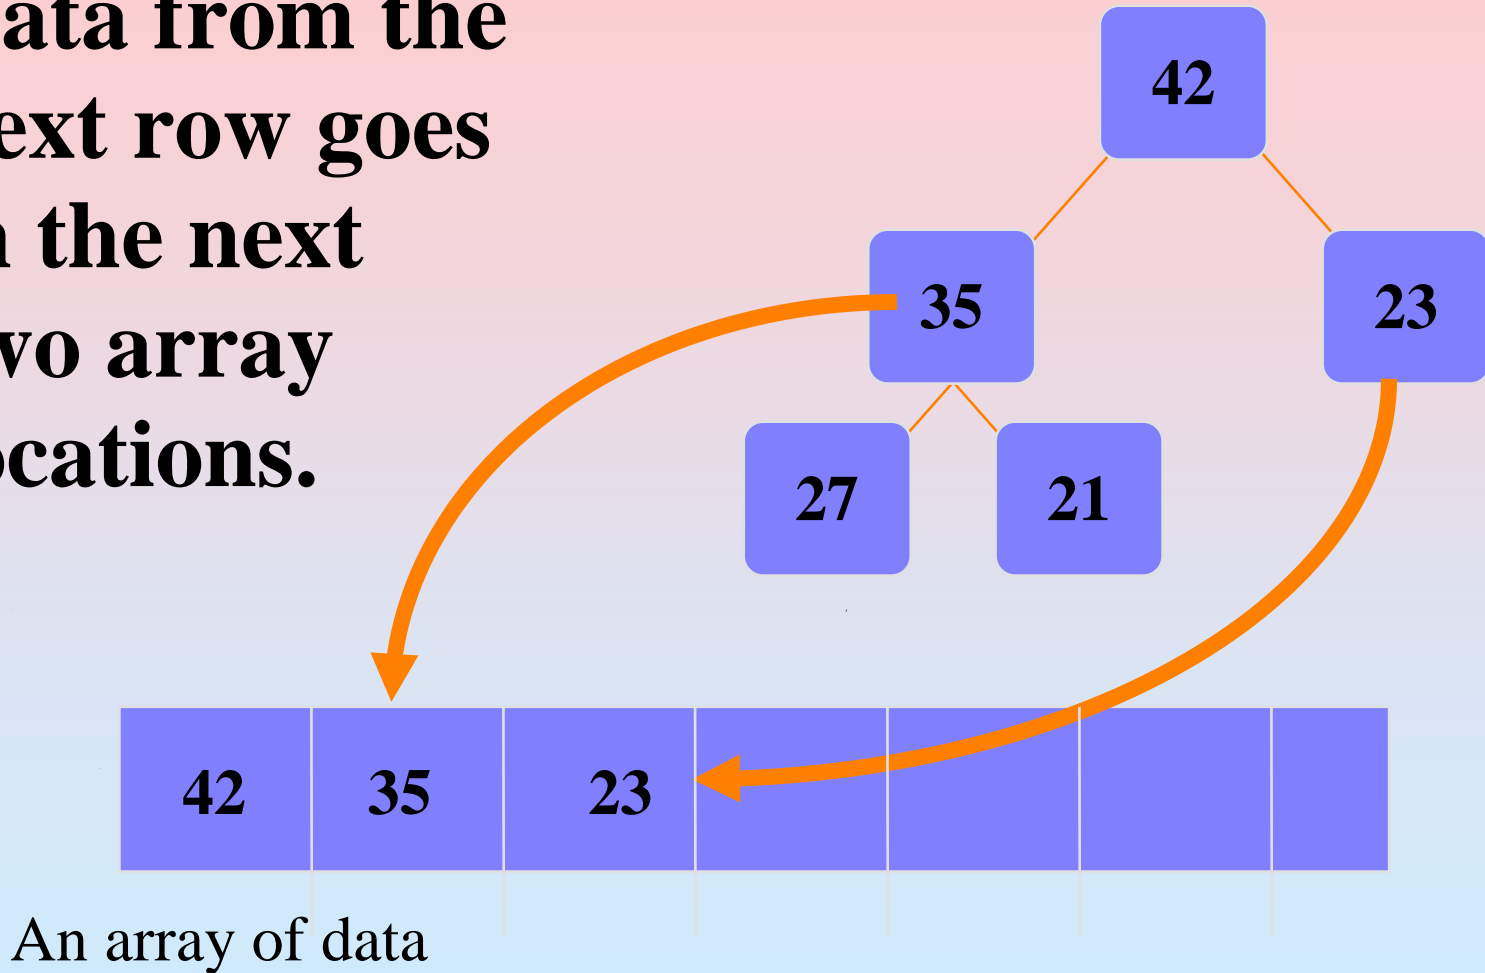 ata from the
ext row goes
n the next
wo array
ocations.
42
35
23
27
21
42 35 23
An array of data